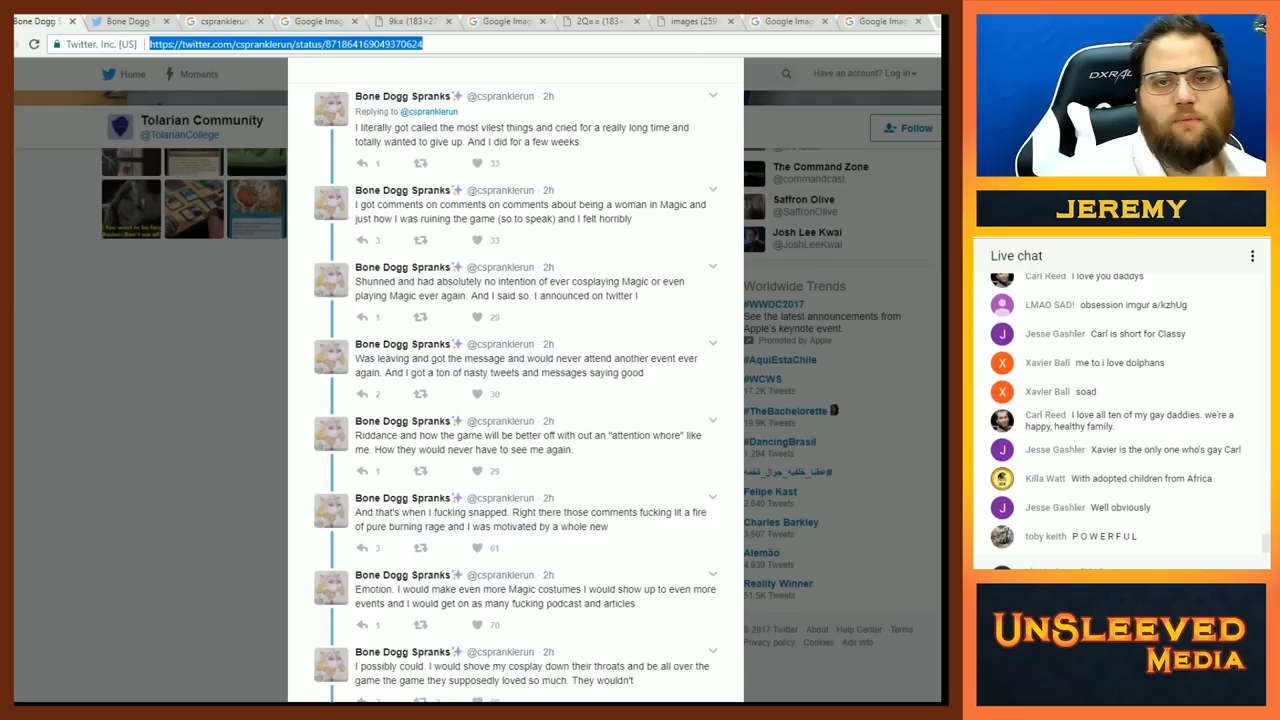 Bone Dogg S
Bone Dogg S
cspranklerun
Google Imag
9k= (183×27
Google Imag
2Q== (183×
images (259×
Google Imag
Google Imag
Twitter, Inc. [US]
https://twitter.com/cspranklerun/status/871864169049370624
Home
Moments
Have an account? Log in
Tolarian Community
@TolarianCollege
Follow
Bone Dogg Spranks @cspranklerun · 2h
Replying to @cspranklerun
I literally got called the most vilest things and cried for a really long time and
totally wanted to give up. And I did for a few weeks.
1
33
Bone Dogg Spranks @cspranklerun · 2h
I got comments on comments on comments about being a woman in Magic and
just how I was ruining the game (so to speak) and I felt horribly
3
33
Bone Dogg Spranks @cspranklerun · 2h
Shunned and had absolutely no intention of ever cosplaying Magic or even
playing Magic ever again. And I said so. I announced on twitter I
1
29
Bone Dogg Spranks @cspranklerun · 2h
Was leaving and got the message and would never attend another event ever
again. And I got a ton of nasty tweets and messages saying good
2
30
Bone Dogg Spranks @cspranklerun · 2h
Riddance and how the game will be better off with out an "attention whore" like
me. How they would never have to see me again.
1
29
Bone Dogg Spranks @cspranklerun · 2h
And that's when I fucking snapped. Right there those comments fucking lit a fire
of pure burning rage and I was motivated by a whole new
3
61
Bone Dogg Spranks @cspranklerun · 2h
Emotion. I would make even more Magic costumes I would show up to even more
events and I would get on as many fucking podcast and articles
1
70
Bone Dogg Spranks @cspranklerun · 2h
I possibly could. I would shove my cosplay down their throats and be all over the
game the game they supposedly loved so much. They wouldn't
The Command Zone
@commandcast
Saffron Olive
@SaffronOlive
Josh Lee Kwai
@JoshLeeKwai
Worldwide Trends
#WWDC2017
See the latest announcements from
Apple's keynote event.
Promoted by Apple
#AquiEstaChile
#WCWS
17.2K Tweets
#TheBachelorette
19.9K Tweets
#DancingBrasil
1,294 Tweets
Felipe Kast
2,640 Tweets
Charles Barkley
3,507 Tweets
Alemão
4,939 Tweets
Reality Winner
51.5K Tweets
© 2017 Twitter About Help Center Terms
Privacy policy Cookies Ads info
DXRACER
JEREMY
Live chat
Carl Reed I love you daddys
LMAO SAD! obsession imgur a/kzhUg
Jesse Gashler Carl is short for Classy
Xavier Ball me to i love dolphans
Xavier Ball soad
Carl Reed I love all ten of my gay daddies. we're a
happy, healthy family.
Jesse Gashler Xavier is the only one who's gay Carl
Killa Watt With adopted children from Africa
Jesse Gashler Well obviously
toby keith P O W E R F U L
UNSLEEVED
MEDIA